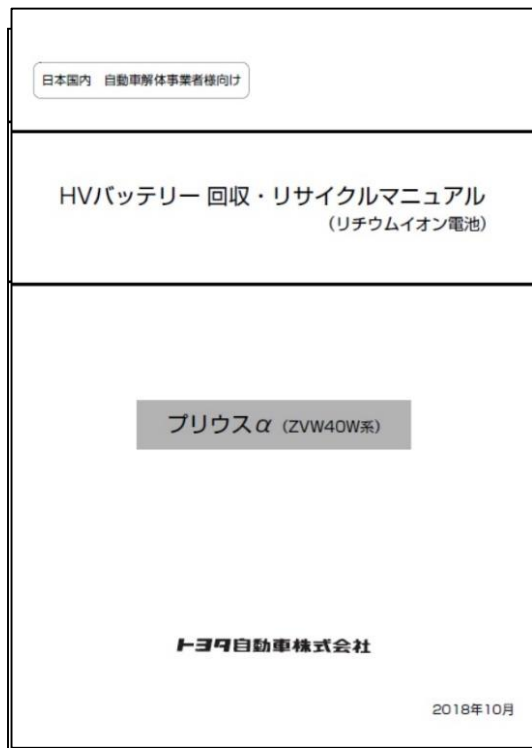 日本国内　自動車解体事業者様向け
HVバッテリー 回収・リサイクルマニュアル
（リチウムイオン電池）
プリウスα（ZVW40W系）
トヨタ自動車株式会社
2018年10月